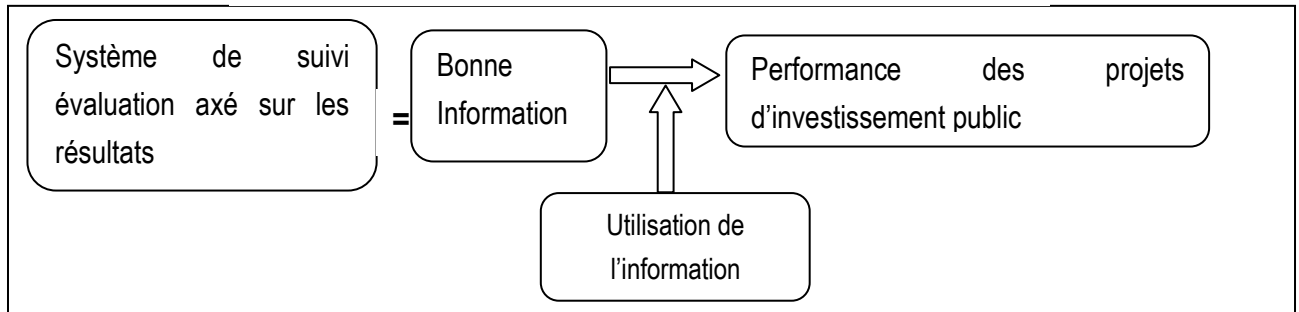 Système de suivi
évaluation axé sur les
résultats
=
Bonne
Information
Performance des projets
d’investissement public
Utilisation de
l’information